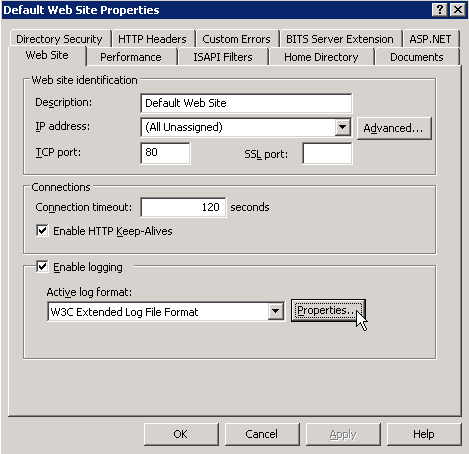 Default Web Site Properties
Directory Security HTTP Headers Custom Errors BITS Server Extension ASP.NET
Web Site Performance ISAPI Filters Home Directory Documents
Web site identification
Description: Default Web Site
IP address: (All Unassigned) Advanced...
TCP port: 80 SSL port:
Connections
Connection timeout: 120 seconds
Enable HTTP Keep-Alives
Enable logging
Active log format:
W3C Extended Log File Format Properties...
OK Cancel Apply Help